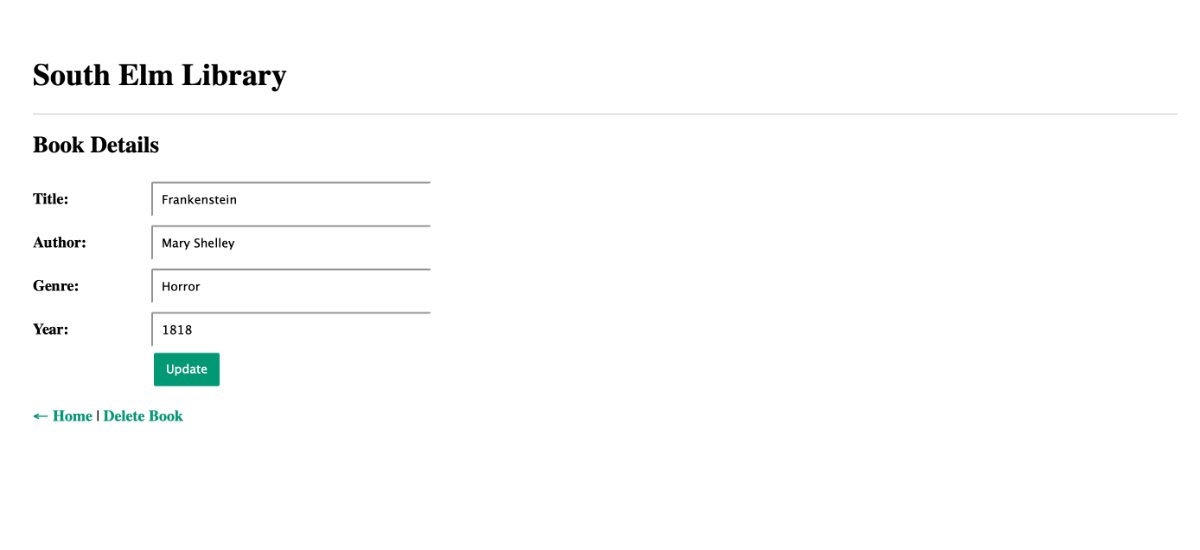 South Elm Library
Book Details
Title: Frankenstein
Author: Mary Shelley
Genre: Horror
Year: 1818
Update
← Home | Delete Book